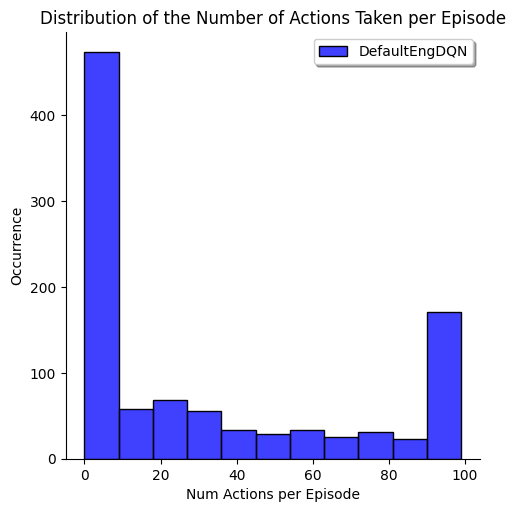 Distribution of the Number of Actions Taken per Episode
DefaultEngDQN
Occurrence
400
300
200
100
0
0 20 40 60 80 100
Num Actions per Episode